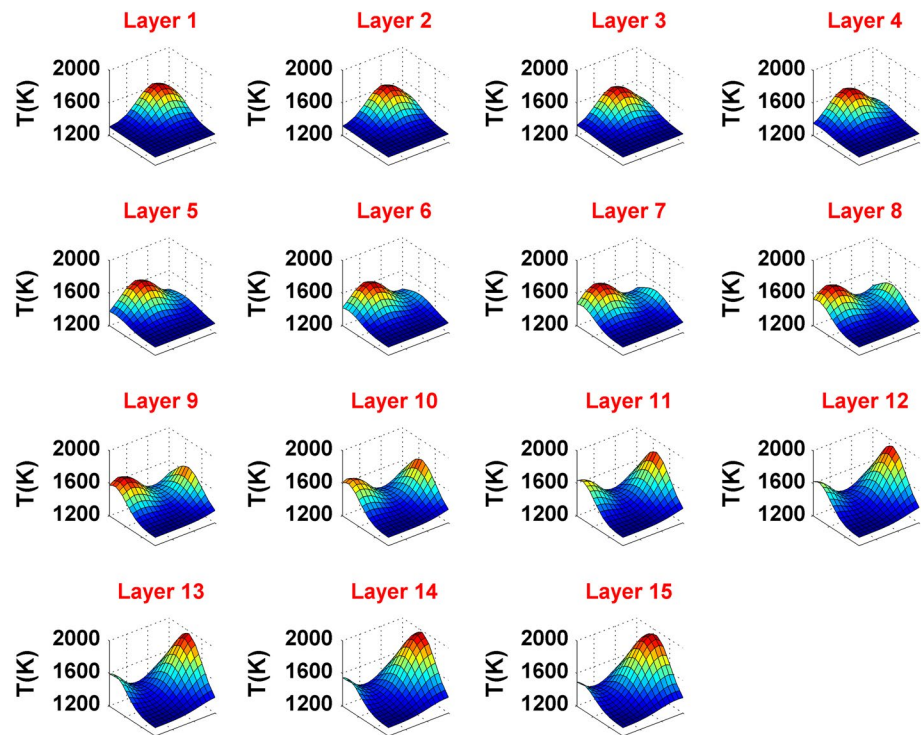 Layer 1 Layer 2 Layer 3 Layer 4
2000 2000 2000 2000
T(K) 1600 T(K) 1600 T(K) 1600 T(K) 1600
1200 1200 1200 1200
Layer 5 Layer 6 Layer 7 Layer 8
2000 2000 2000 2000
T(K) 1600 T(K) 1600 T(K) 1600 T(K) 1600
1200 1200 1200 1200
Layer 9 Layer 10 Layer 11 Layer 12
2000 2000 2000 2000
T(K) 1600 T(K) 1600 T(K) 1600 T(K) 1600
1200 1200 1200 1200
Layer 13 Layer 14 Layer 15
2000 2000 2000
T(K) 1600 T(K) 1600 T(K) 1600
1200 1200 1200